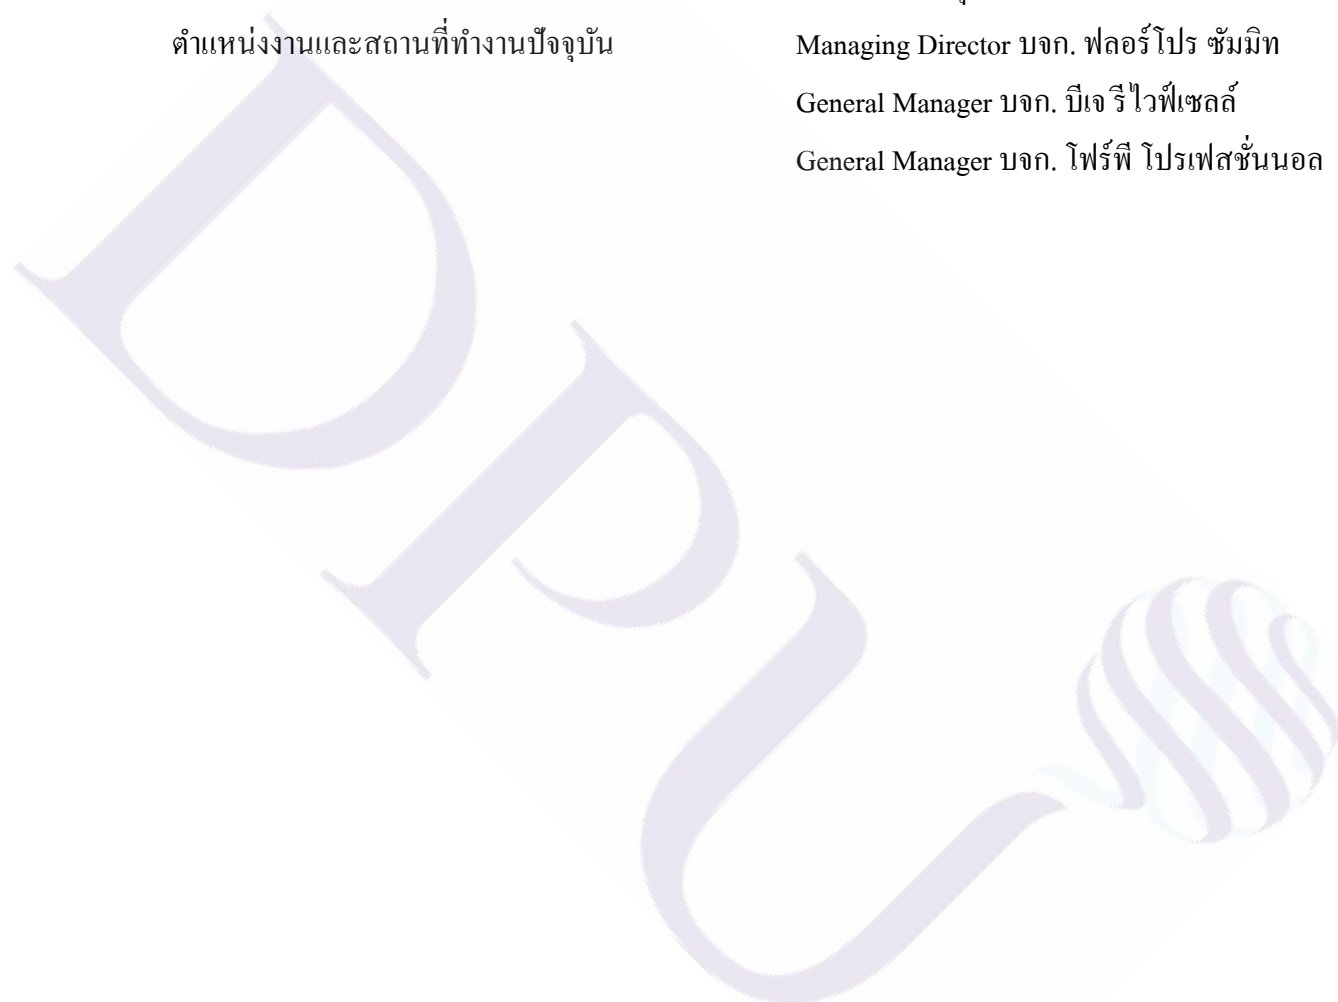 ตำแหน่งงานและสถานที่ทำงานปัจจุบัน Managing Director บจก. ฟลอร์โปร ซัมมิท
General Manager บจก. บีเจ รีไวฟ์เซลล์
General Manager บจก. โฟร์พี โปรเฟสชั่นนอล
DPU